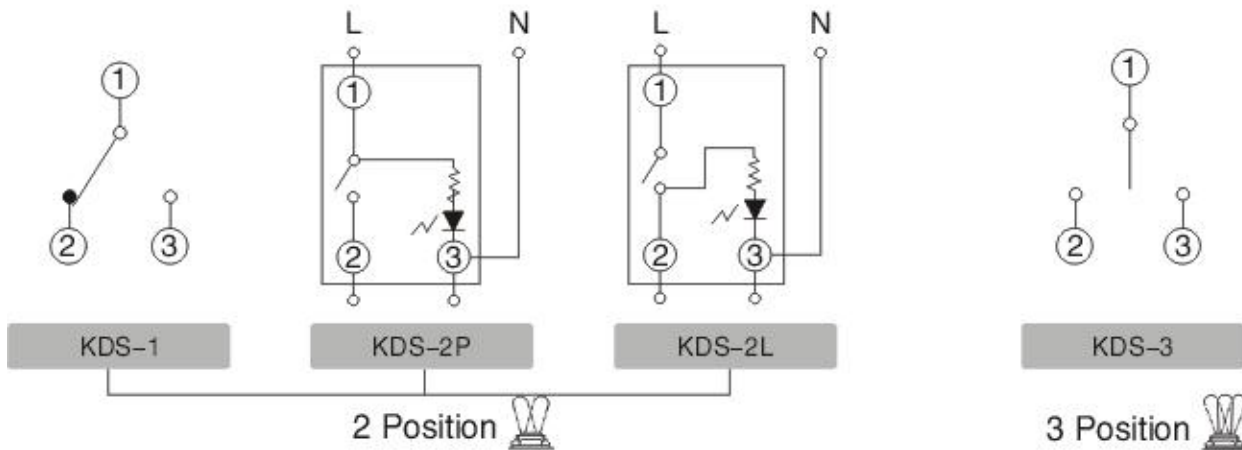 L N L N
① ① ① ①
② ③ ② ③ ② ③ ② ③
KDS–1 KDS–2P KDS–2L KDS–3
2 Position 3 Position